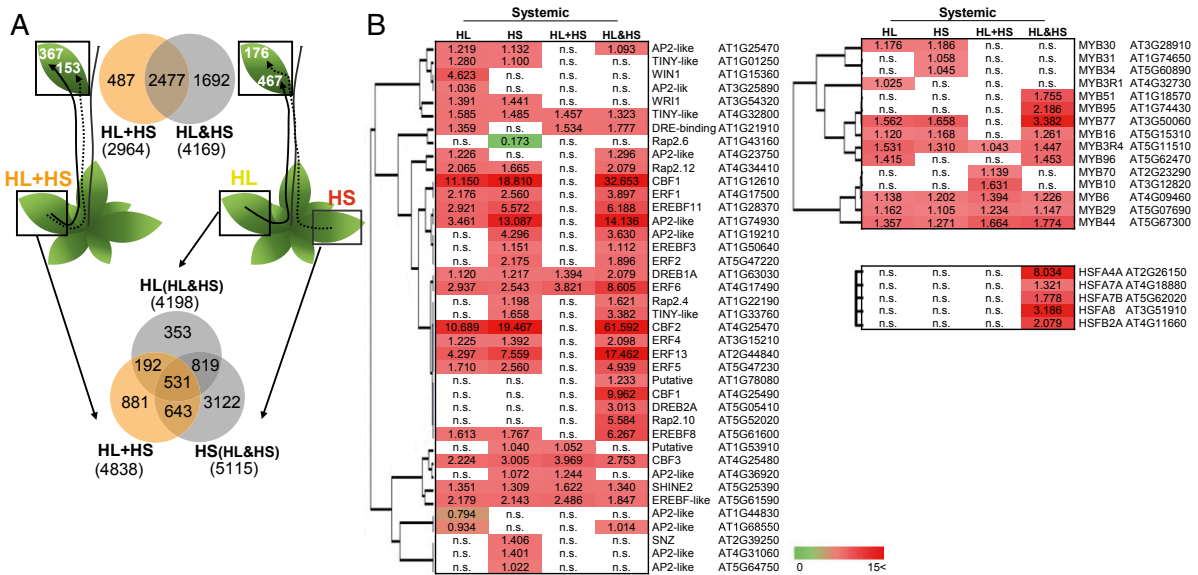 A
367
153
487 2477 1692
HL+HS
(2964)
HL&HS
(4169)
176
467
HL+HS
HL
HS
HL(HL&HS)
(4198)
353
192 819
531
881 643 3122
HL+HS
(4838)
HS(HL&HS)
(5115)
B
Systemic
HL HS HL+HS HL&HS
1.219 1.132 n.s. 1.093 AP2-like AT1G25470
1.280 1.100 n.s. n.s. TINY-like AT1G01250
4.623 n.s. n.s. n.s. WIN1 AT1G15360
1.036 n.s. n.s. n.s. AP2-lik AT3G25890
1.391 1.441 n.s. n.s. WRI1 AT3G54320
1.585 1.485 1.457 1.323 TINY-like AT4G32800
1.359 n.s. 1.534 1.777 DRE-binding AT1G21910
n.s. 0.173 n.s. n.s. Rap2.6 AT1G43160
1.226 n.s. n.s. 1.296 AP2-like AT4G23750
2.065 1.665 n.s. 2.079 Rap2.12 AT4G34410
11.150 18.810 n.s. 32.653 CBF1 AT1G12610
2.176 2.560 n.s. 3.897 ERF1 AT4G17500
2.921 5.572 n.s. 6.188 EREBF11 AT1G28370
3.461 13.087 n.s. 14.136 AP2-like AT1G74930
n.s. 4.296 n.s. 3.630 AP2-like AT1G19210
n.s. 1.151 n.s. 1.112 EREBF3 AT1G50640
n.s. 2.175 n.s. 1.896 ERF2 AT5G47220
1.120 1.217 1.394 2.079 DREB1A AT1G63030
2.937 2.543 3.821 8.605 ERF6 AT4G17490
n.s. 1.198 n.s. 1.621 Rap2.4 AT1G22190
n.s. 1.658 n.s. 3.382 TINY-like AT1G33760
10.689 19.467 n.s. 61.592 CBF2 AT4G25470
1.225 1.392 n.s. 2.098 ERF4 AT3G15210
4.297 7.559 n.s. 17.462 ERF13 AT2G44840
1.710 2.560 n.s. 4.939 ERF5 AT5G47230
n.s. n.s. n.s. 1.233 Putative AT1G78080
n.s. n.s. n.s. 9.962 CBF1 AT4G25490
n.s. n.s. n.s. 3.013 DREB2A AT5G05410
n.s. n.s. n.s. 5.584 Rap2.10 AT5G52020
1.613 1.767 n.s. 6.267 EREBF8 AT5G61600
n.s. 1.040 1.052 n.s. Putative AT1G53910
2.224 3.005 3.969 2.753 CBF3 AT4G25480
n.s. 1.072 1.244 n.s. AP2-like AT4G36920
1.351 1.309 1.622 1.340 SHINE2 AT5G25390
2.179 2.143 2.486 1.847 EREBF-like AT5G61590
0.794 n.s. n.s. n.s. AP2-like AT1G44830
0.934 n.s. n.s. 1.014 AP2-like AT1G68550
n.s. 1.406 n.s. n.s. SNZ AT2G39250
n.s. 1.401 n.s. n.s. AP2-like AT4G31060
n.s. 1.022 n.s. n.s. AP2-like AT5G64750
Systemic
HL HS HL+HS HL&HS
1.176 1.186 n.s. n.s. MYB30 AT3G28910
n.s. 1.058 n.s. n.s. MYB31 AT1G74650
n.s. 1.045 n.s. n.s. MYB34 AT5G60890
1.025 n.s. n.s. n.s. MYB3R1 AT4G32730
n.s. n.s. n.s. 1.755 MYB51 AT1G18570
n.s. n.s. n.s. 2.186 MYB95 AT1G74430
1.562 1.658 n.s. 3.382 MYB77 AT3G50060
1.120 1.168 n.s. 1.261 MYB16 AT5G15310
1.531 1.310 1.043 1.447 MYB3R4 AT5G11510
1.415 n.s. n.s. 1.453 MYB96 AT5G62470
n.s. n.s. 1.139 n.s. MYB70 AT2G23290
n.s. n.s. 1.631 n.s. MYB10 AT3G12820
1.138 1.202 1.394 1.226 MYB6 AT4G09460
1.162 1.105 1.234 1.147 MYB29 AT5G07690
1.357 1.271 1.664 1.774 MYB44 AT5G67300
n.s. n.s. n.s. 8.034 HSFA4A AT2G26150
n.s. n.s. n.s. 1.321 HSFA7A AT4G18880
n.s. n.s. n.s. 1.778 HSFA7B AT5G62020
n.s. n.s. n.s. 3.186 HSFA8 AT3G51910
n.s. n.s. n.s. 2.079 HSFB2A AT4G11660
0 15<